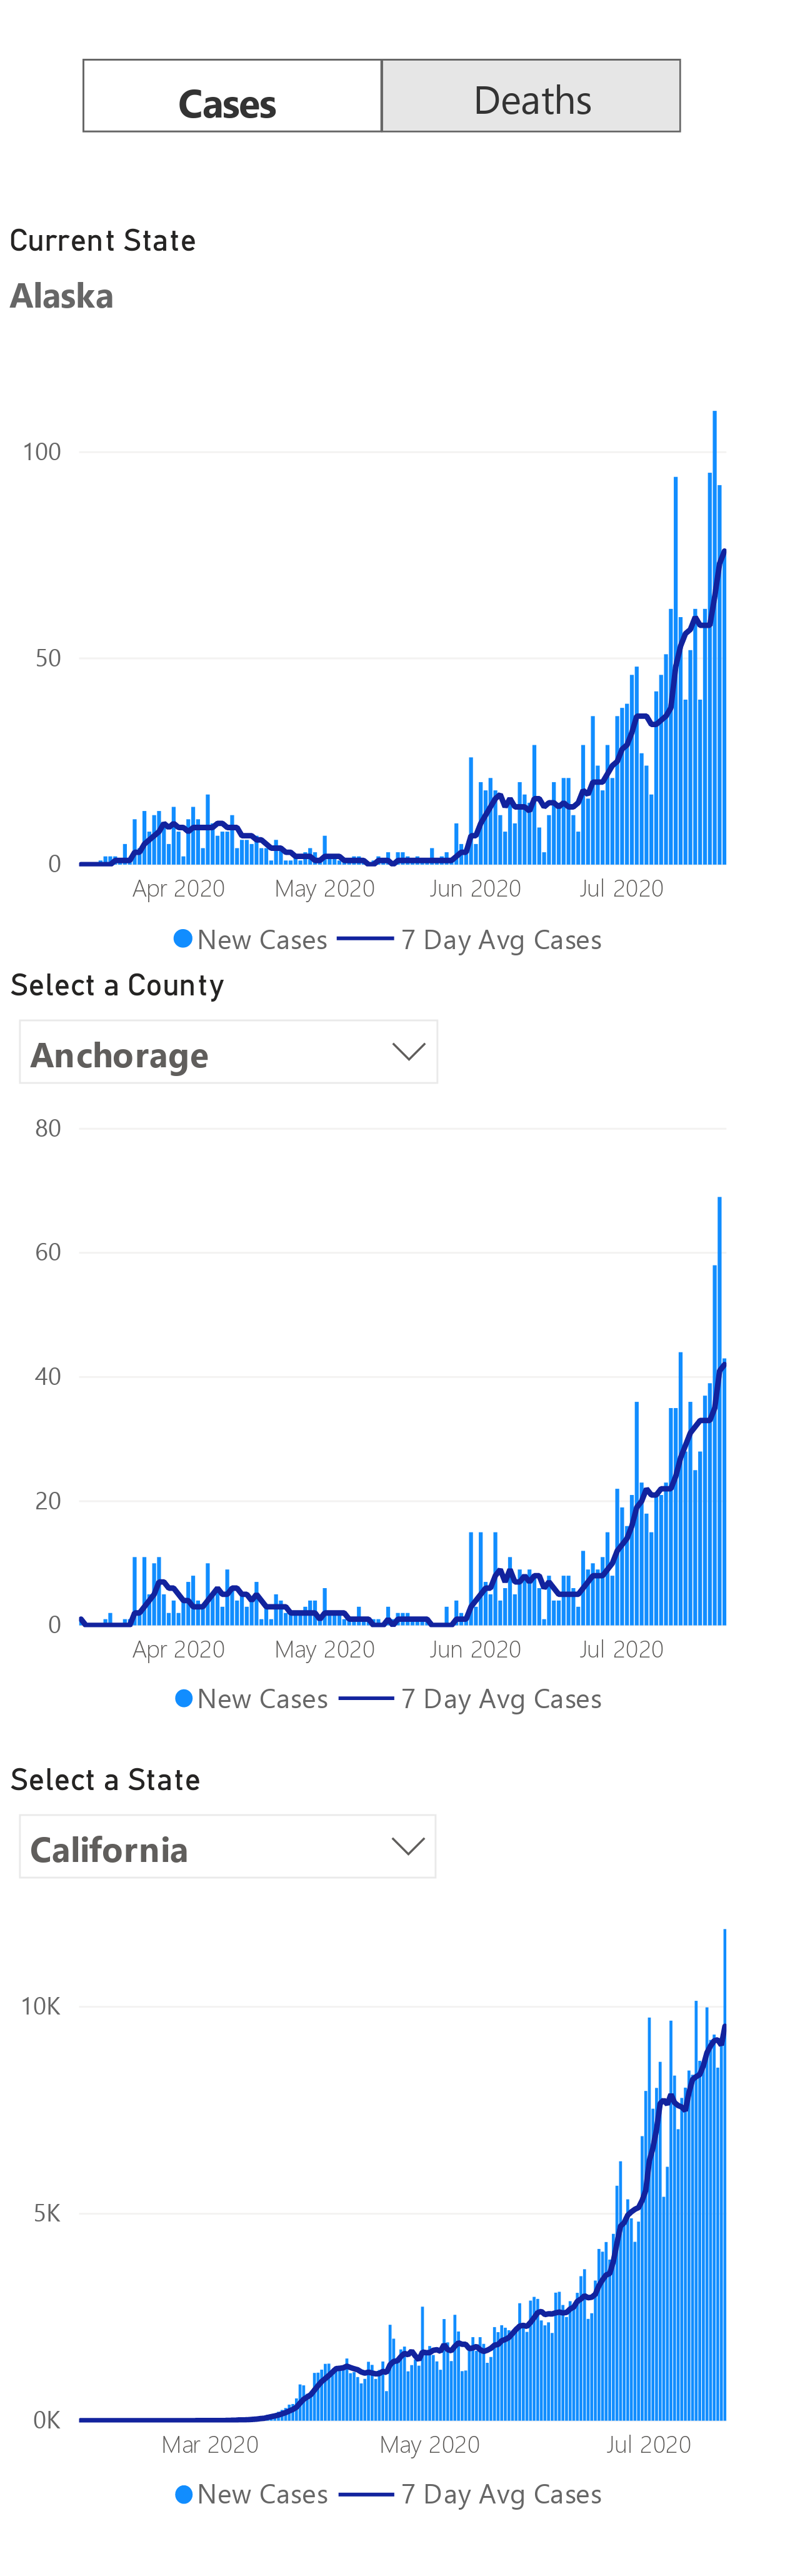 Cases Deaths
Current State
Alaska
100
50
0
Apr 2020 May 2020 Jun 2020 Jul 2020
New Cases 7 Day Avg Cases
Select a County
Anchorage
80
60
40
20
0
Apr 2020 May 2020 Jun 2020 Jul 2020
New Cases 7 Day Avg Cases
Select a State
California
10K
5K
0K
Mar 2020 May 2020 Jul 2020
New Cases 7 Day Avg Cases